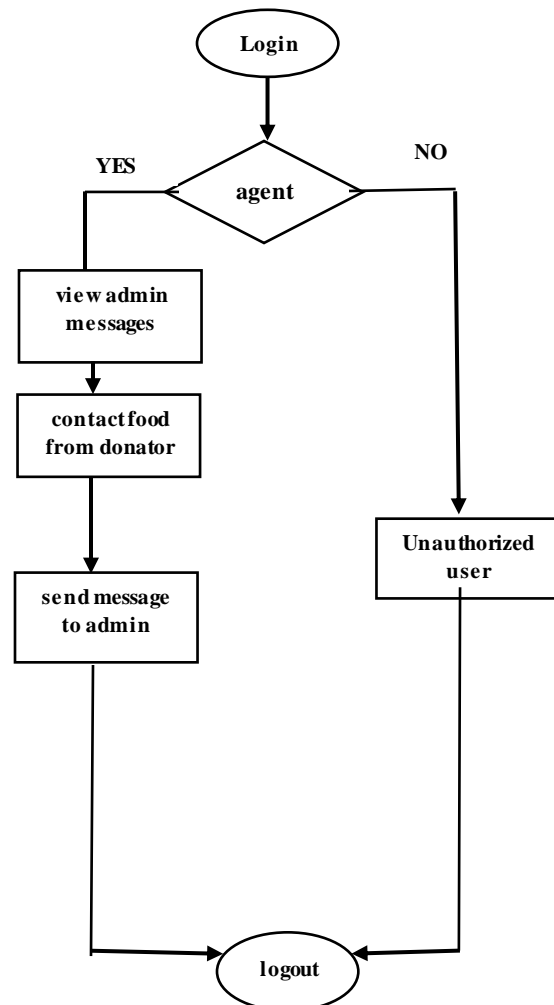 Login
YES
NO
agent
view admin
messages
contact food
from donator
Unauthorized
user
send message
to admin
logout